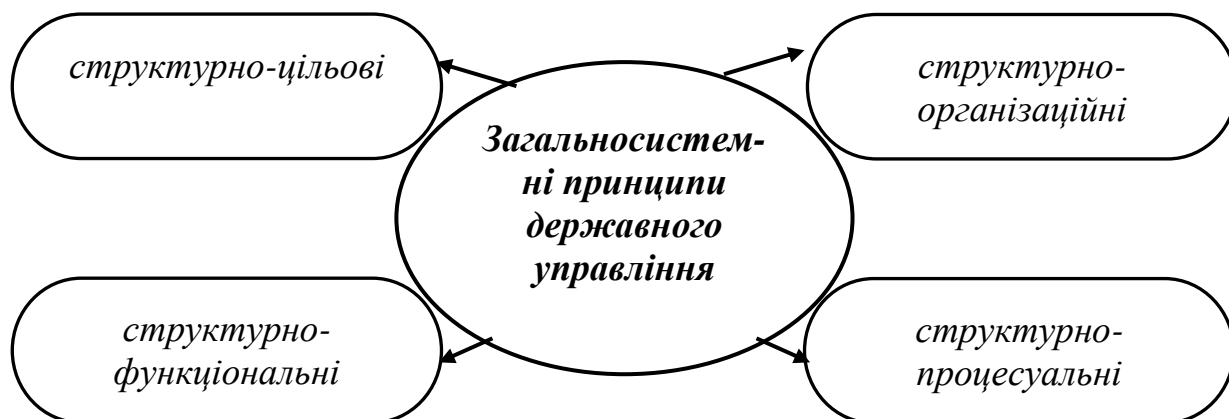 структурно-цільові
структурно-
організаційні
Загальносистем-
ні принципи
державного
управління
структурно-
функціональні
структурно-
процесуальні